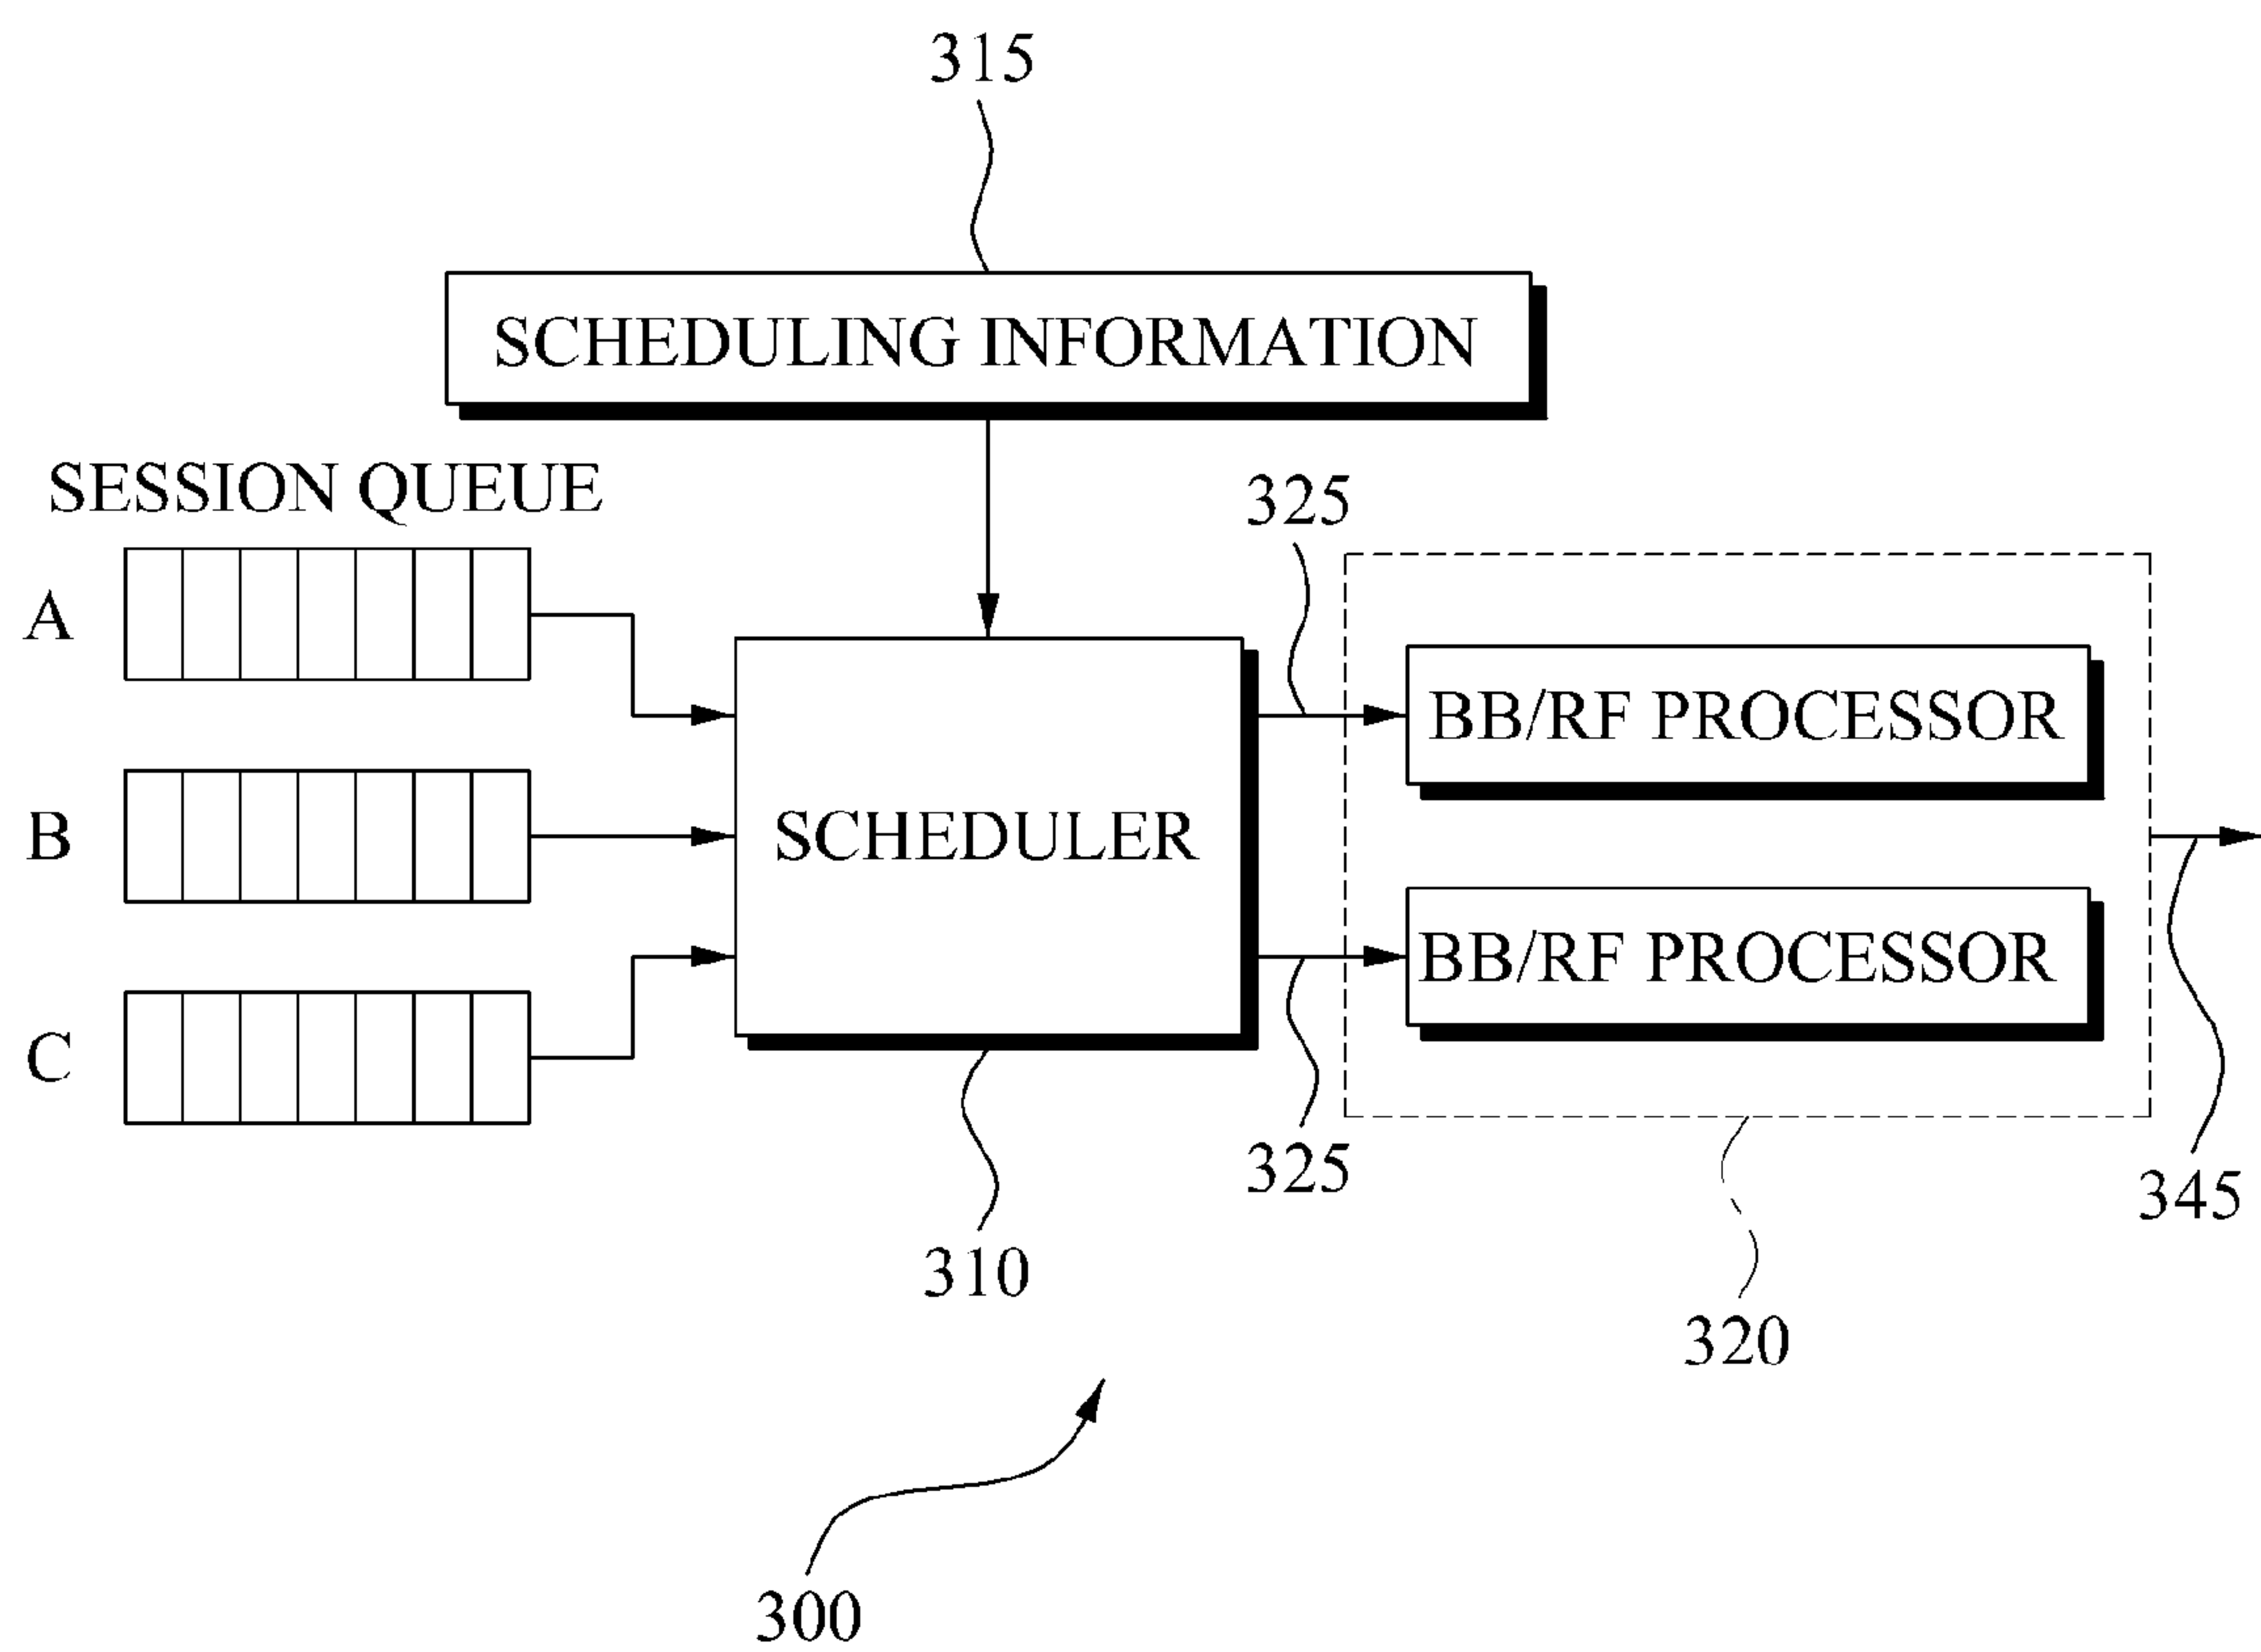 315
SCHEDULING INFORMATION
SESSION QUEUE
325
A
BB/RF PROCESSOR
B
SCHEDULER
BB/RF PROCESSOR
C
325
345
310
320
300